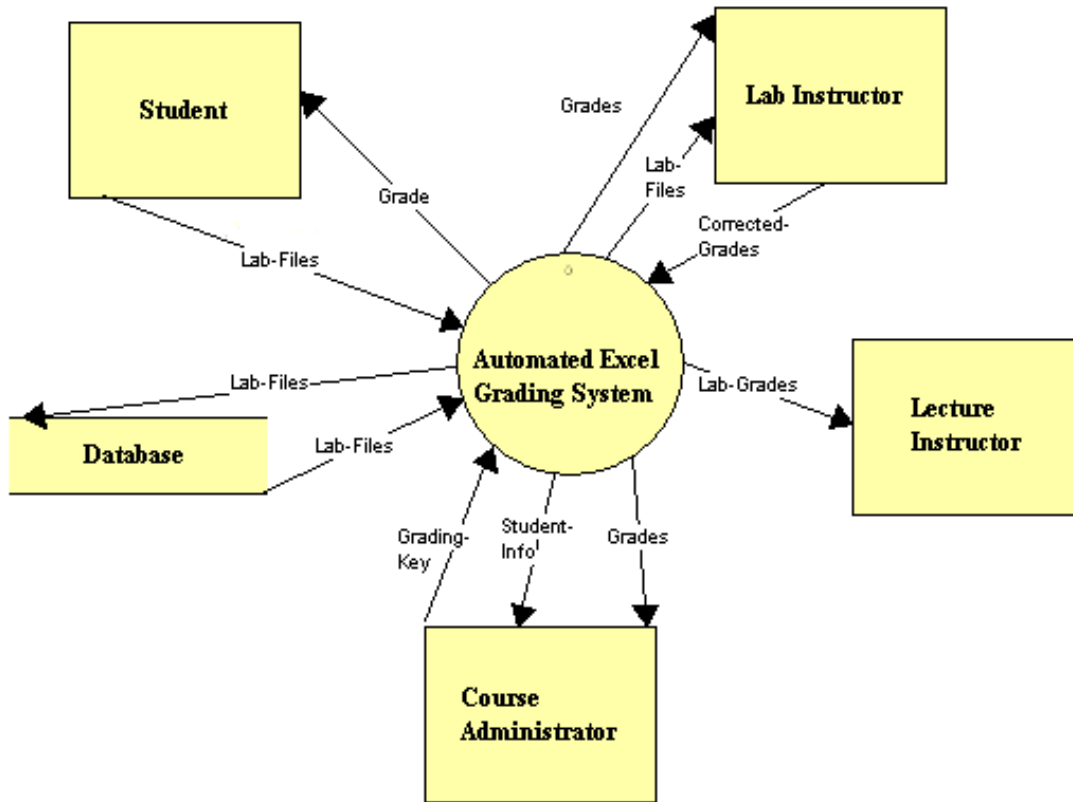 Student
Lab Instructor
Grades
Lab-
Files
Grade
Corrected-
Grades
Lab-Files
0
Automated Excel
Grading System
Lab-Files
Lab-Grades
Lecture
Instructor
Database
Lab-Files
Grading-
Key
Student-
Info
Grades
Course
Administrator